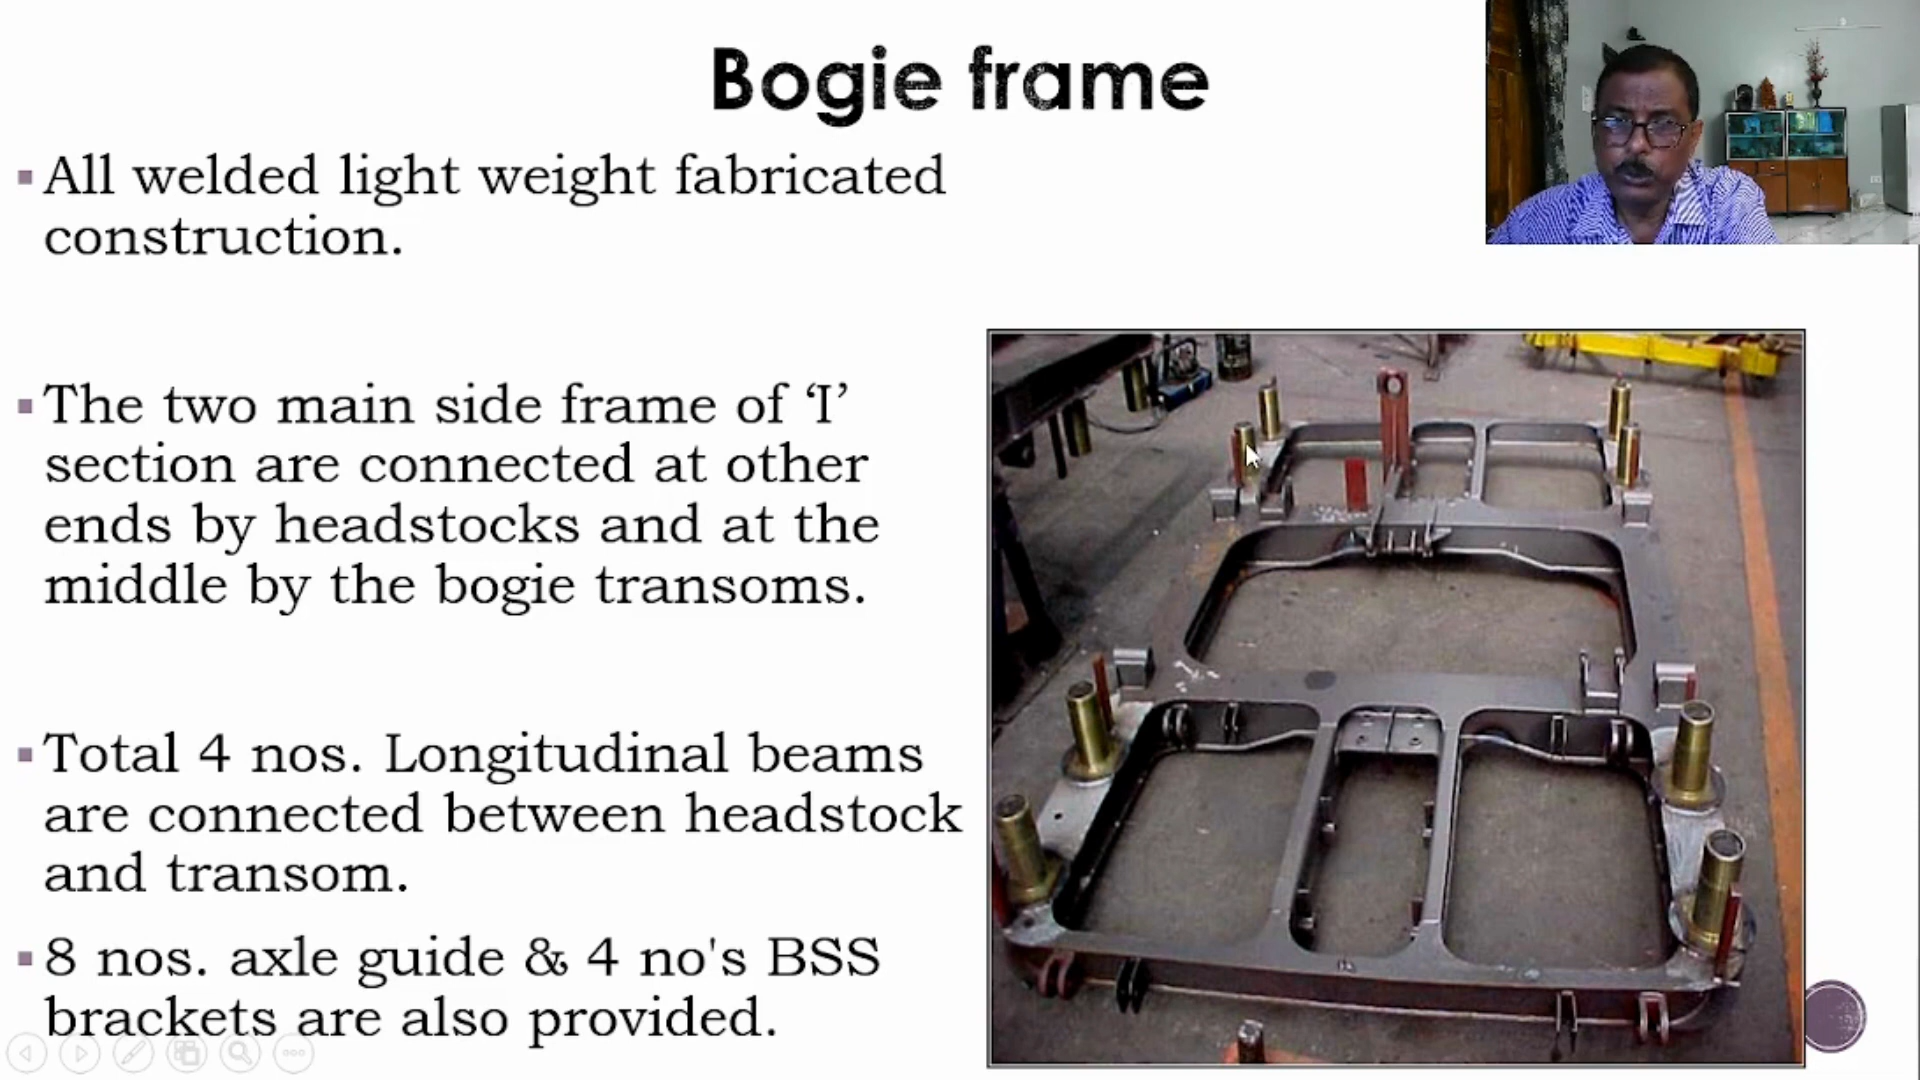 Bogie frame
All welded light weight fabricated
construction.
The two main side frame of ‘I’
section are connected at other
ends by headstocks and at the
middle by the bogie transoms.
Total 4 nos. Longitudinal beams
are connected between headstock
and transom.
8 nos. axle guide & 4 no's BSS
brackets are also provided.